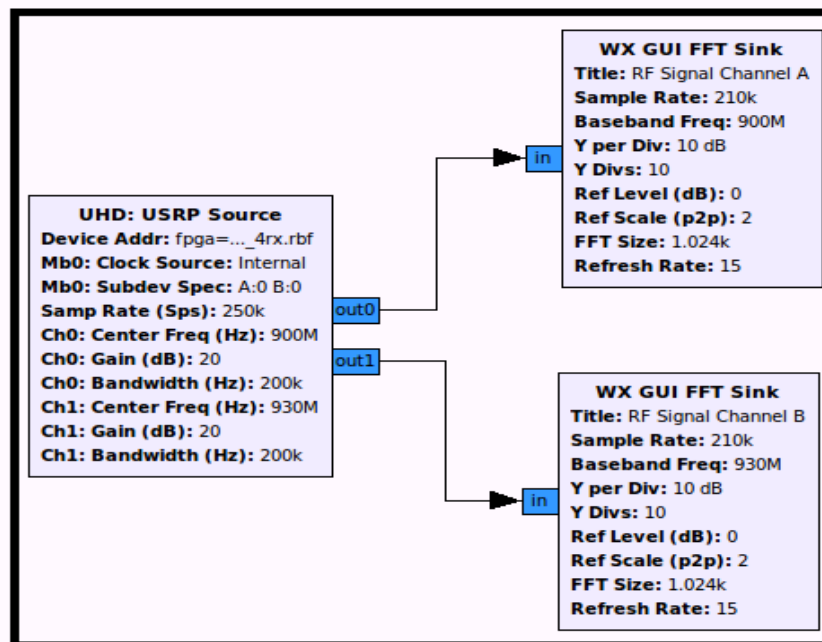 UHD: USRP Source
Device Addr: fpga=..._4rx.rbf
Mb0: Clock Source: Internal
Mb0: Subdev Spec: A:0 B:0
Samp Rate (Sps): 250k
Ch0: Center Freq (Hz): 900M
Ch0: Gain (dB): 20
Ch0: Bandwidth (Hz): 200k
Ch1: Center Freq (Hz): 930M
Ch1: Gain (dB): 20
Ch1: Bandwidth (Hz): 200k
out0
out1
in
WX GUI FFT Sink
Title: RF Signal Channel A
Sample Rate: 210k
Baseband Freq: 900M
Y per Div: 10 dB
Y Divs: 10
Ref Level (dB): 0
Ref Scale (p2p): 2
FFT Size: 1.024k
Refresh Rate: 15
in
WX GUI FFT Sink
Title: RF Signal Channel B
Sample Rate: 210k
Baseband Freq: 930M
Y per Div: 10 dB
Y Divs: 10
Ref Level (dB): 0
Ref Scale (p2p): 2
FFT Size: 1.024k
Refresh Rate: 15